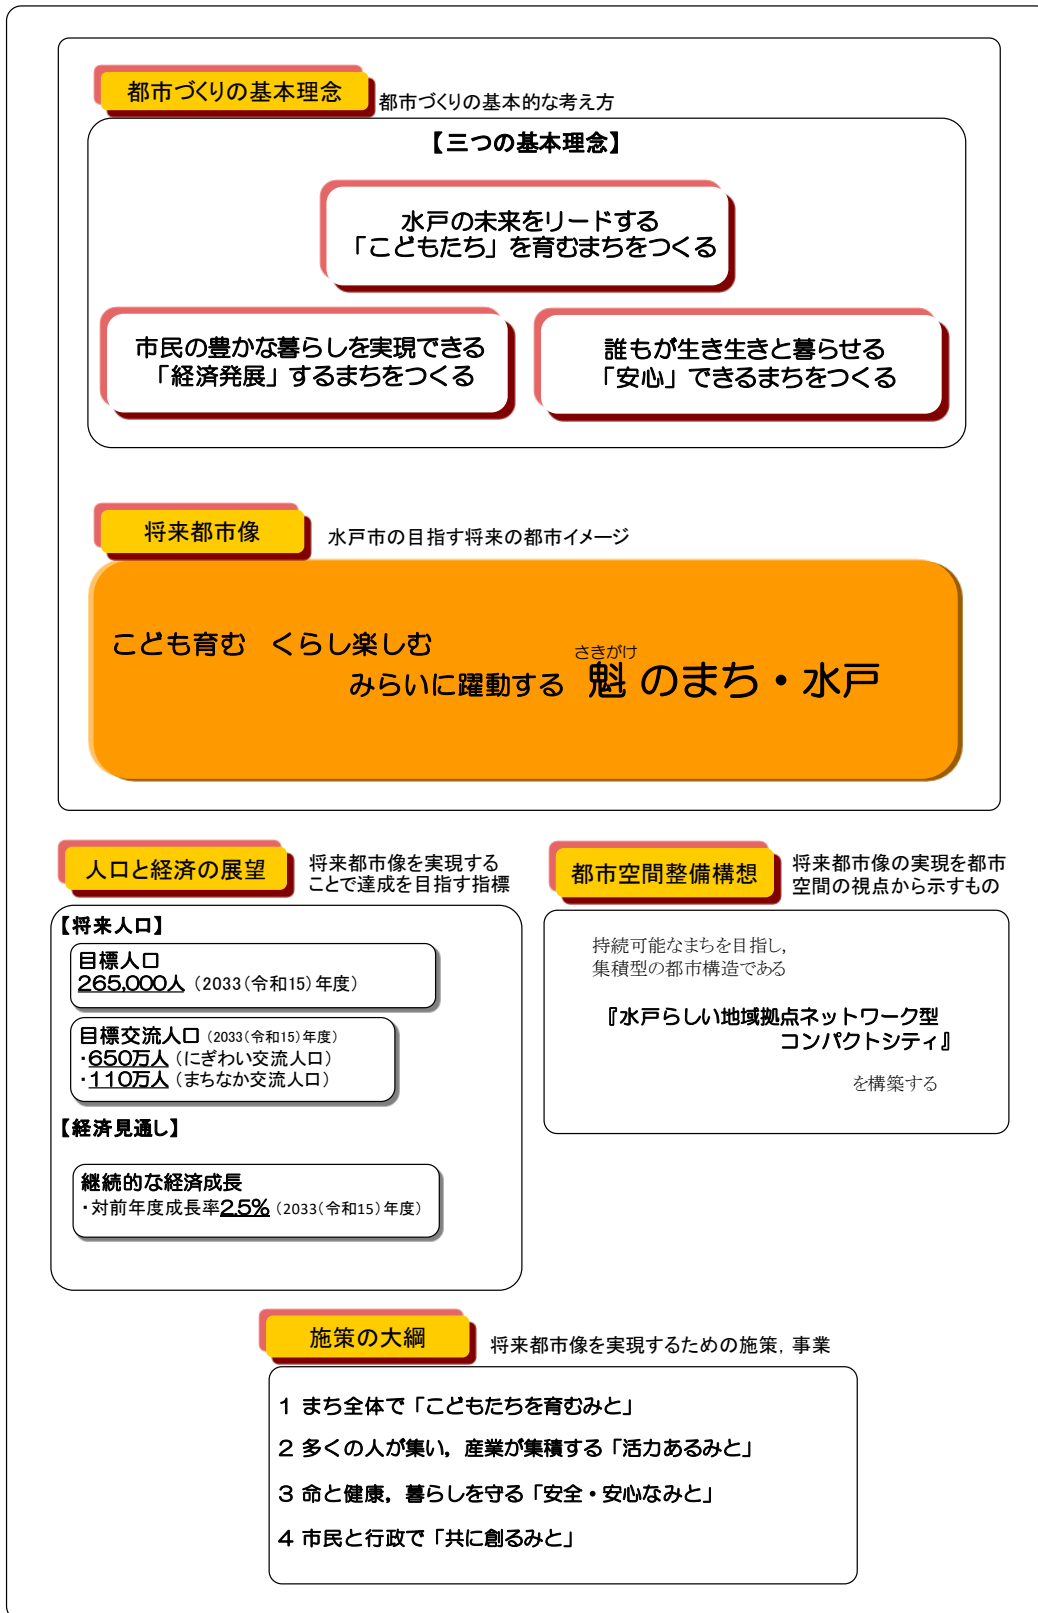 都市づくりの基本理念
都市づくりの基本的な考え方
【三つの基本理念】
水戸の未来をリードする
「こどもたち」を育むまちをつくる
市民の豊かな暮らしを実現できる
「経済発展」するまちをつくる
誰もが生き生きと暮らせる
「安心」できるまちをつくる
将来都市像
水戸市の目指す将来の都市イメージ
こども育む　くらし楽しむ
さきがけ
みらいに躍動する 魁 のまち・水戸
人口と経済の展望
将来都市像を実現する
ことで達成を目指す指標
【将来人口】
目標人口
265,000人（2033（令和15）年度）
目標交流人口（2033（令和15）年度）
・650万人（にぎわい交流人口）
・110万人（まちなか交流人口）
【経済見通し】
継続的な経済成長
・対前年度成長率2.5%（2033（令和15）年度）
都市空間整備構想
将来都市像の実現を都市
空間の視点から示すもの
持続可能なまちを目指し，
集積型の都市構造である
『水戸らしい地域拠点ネットワーク型
コンパクトシティ』
を構築する
施策の大綱
将来都市像を実現するための施策，事業
1 まち全体で「こどもたちを育むみと」
2 多くの人が集い，産業が集積する「活力あるみと」
3 命と健康，暮らしを守る「安全・安心なみと」
4 市民と行政で「共に創るみと」